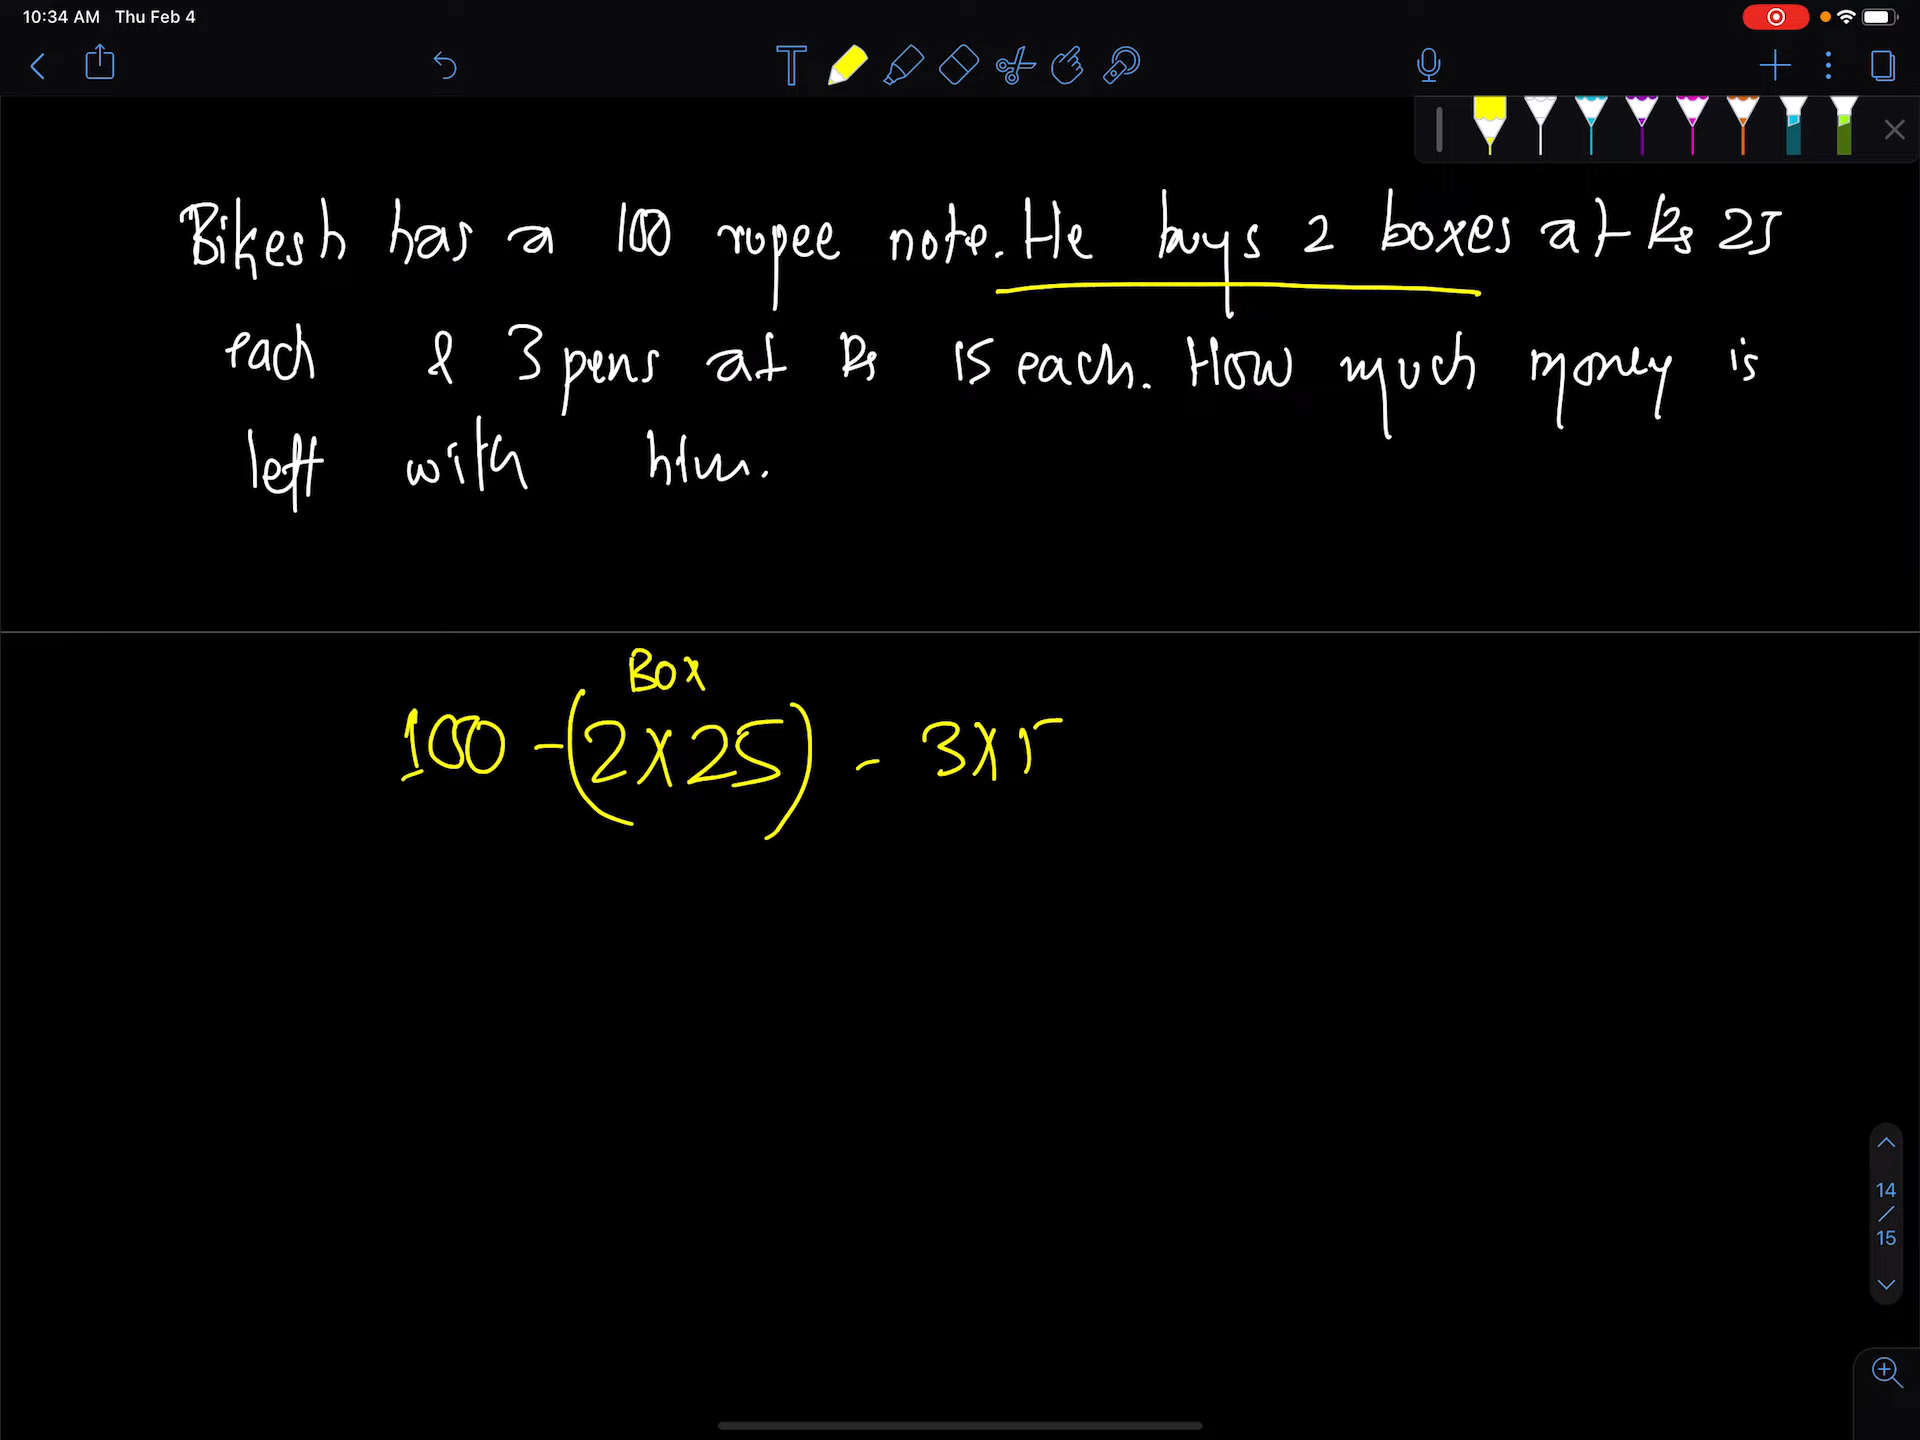 10:34 AM Thu Feb 4
T
Bikesh has a 100 rupee note. He buys 2 boxes at Rs 25
each & 3 pens at Rs 15 each. How much money is
left with him.
BOX
100 - (2 X 25) - 3 X 1
14
/
15